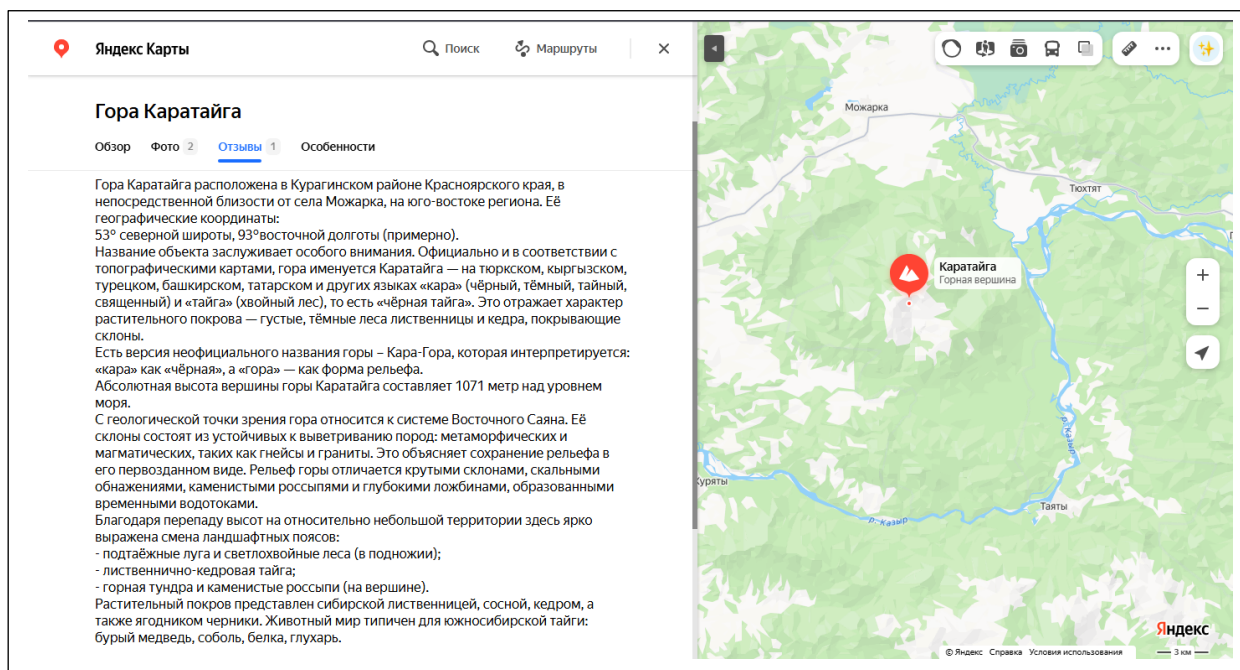 Яндекс Карты
Поиск
Маршруты
Гора Каратайга
Обзор Фото 2 Отзывы 1 Особенности
Гора Каратайга расположена в Курагинском районе Красноярского края, в
непосредственной близости от села Можарка, на юго-востоке региона. Её
географические координаты:
53° северной широты, 93°восточной долготы (примерно).
Название объекта заслуживает особого внимания. Официально и в соответствии с
топографическими картами, гора именуется Каратайга — на тюркском, кыргызском,
турецком, башкирском, татарском и других языках «кара» (чёрный, тёмный, тайный,
священный) и «тайга» (хвойный лес), то есть «чёрная тайга». Это отражает характер
растительного покрова — густые, тёмные леса лиственницы и кедра, покрывающие
склоны.
Есть версия неофициального названия горы – Кара-Гора, которая интерпретируется:
«кара» как «чёрная», а «гора» — как форма рельефа.
Абсолютная высота вершины горы Каратайга составляет 1071 метр над уровнем
моря.
С геологической точки зрения гора относится к системе Восточного Саяна. Её
склоны состоят из устойчивых к выветриванию пород: метаморфических и
магматических, таких как гнейсы и граниты. Это объясняет сохранение рельефа в
его первозданном виде. Рельеф горы отличается крутыми склонами, скальными
обнажениями, каменистыми россыпями и глубокими ложбинами, образованными
временными водотоками.
Благодаря перепаду высот на относительно небольшой территории здесь ярко
выражена смена ландшафтных поясов:
- подтаёжные луга и светлохвойные леса (в подножии);
- лиственнично-кедровая тайга;
- горная тундра и каменистые россыпи (на вершине).
Растительный покров представлен сибирской лиственницей, сосной, кедром, а
также ягодником черники. Животный мир типичен для южносибирской тайги:
бурый медведь, соболь, белка, глухарь.
Можарка
Тюхтят
Каратайга
Горная вершина
р. Казыр
Куряты
Таяты
р. Казыр
Яндекс
© Яндекс Справка Условия использования
3 км